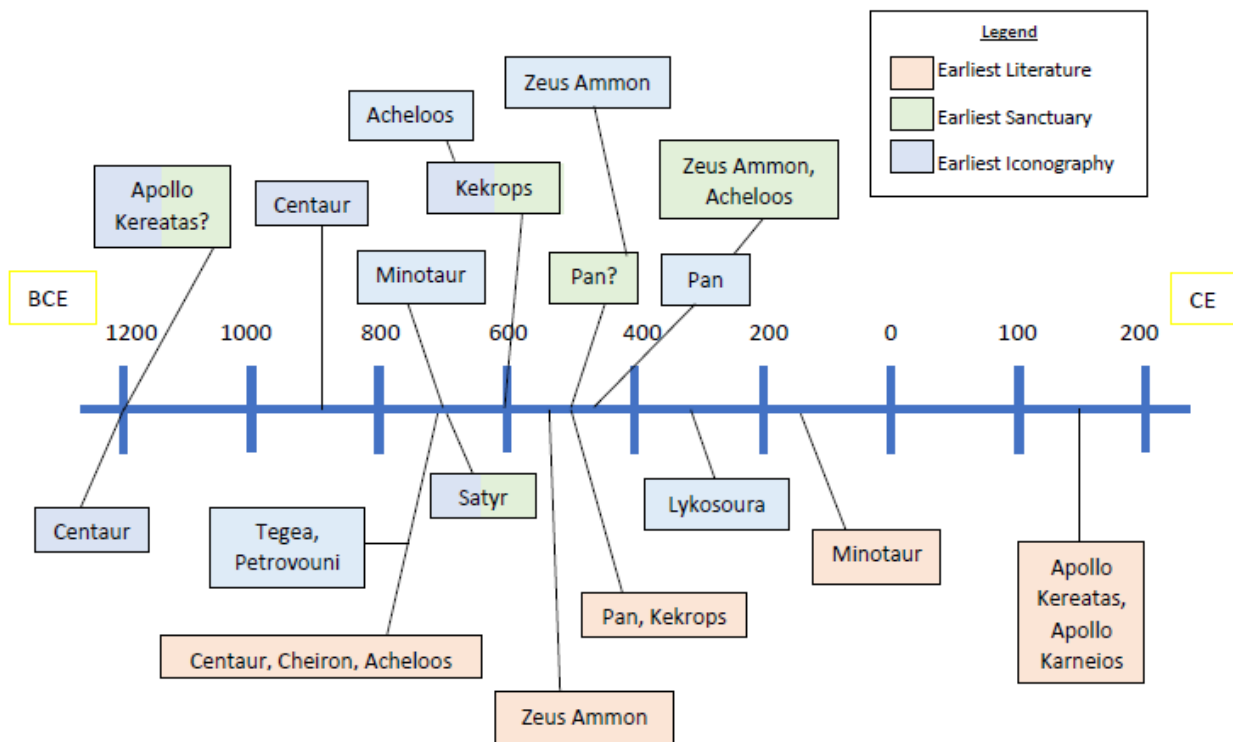 Legend
Earliest Literature
Earliest Sanctuary
Earliest Iconography
Zeus Ammon
Acheloos
Apollo
Kereatas?
Centaur
Kekrops
Zeus Ammon,
Acheloos
Minotaur
Pan?
Pan
BCE
CE
1200
1000
800
600
400
200
0
100
200
Centaur
Tegea,
Petrovouni
Satyr
Lykosoura
Minotaur
Apollo
Kereatas,
Apollo
Karneios
Pan, Kekrops
Centaur, Cheiron, Acheloos
Zeus Ammon